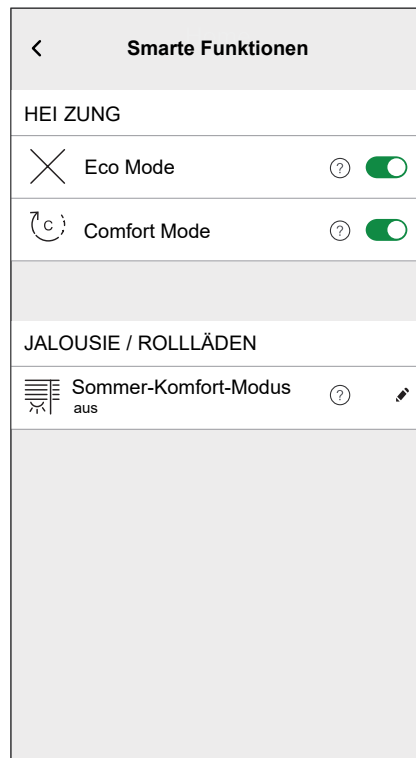 Smarte Funktionen
HEI ZUNG
Eco Mode
?
C
Comfort Mode
?
JALOUSIE / ROLLLÄDEN
Sommer-Komfort-Modus
?
aus